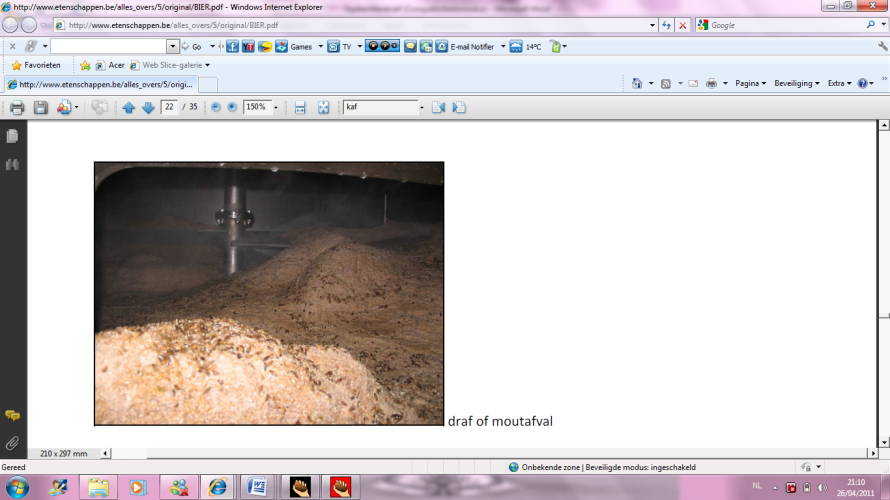 http://www.etenschappen.be/alles_overs/5/original/BIER.pdf - Windows Internet Explorer
http://www.etenschappen.be/alles_overs/5/original/BIER.pdf
Google
Go
Games
TV
E-mail Notifier
14°C
Favorieten
Acer
Web Slice-galerie
http://www.etenschappen.be/alles_overs/5/origi...
Pagina
Beveiliging
Extra
22 / 35
150%
kaf
draf of moutafval
210 x 297 mm
Gereed
Onbekende zone | Beveiligde modus: ingeschakeld
NL
21:10
26/04/2011